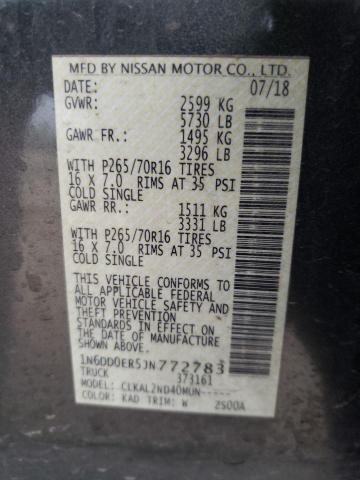 MFD BY NISSAN MOTOR CO., LTD.
DATE: 07/18
GVWR: 2599 KG
5730 LB
GAWR FR.: 1495 KG
3296 LB
WITH P265/70R16 TIRES
16 X 7.0 RIMS AT 35 PSI
COLD SINGLE
GAWR RR.: 1511 KG
3331 LB
WITH P265/70R16 TIRES
16 X 7.0 RIMS AT 35 PSI
COLD SINGLE
THIS VEHICLE CONFORMS TO
ALL APPLICABLE FEDERAL
MOTOR VEHICLE SAFETY AND
THEFT PREVENTION
STANDARDS IN EFFECT ON
THE DATE OF MANUFACTURE
SHOWN ABOVE.
1N6DD0ER5JN772783
TRUCK 373161
MODEL: CLKALZND40MUN-----
COLOR: KAD TRIM: W 2S00A